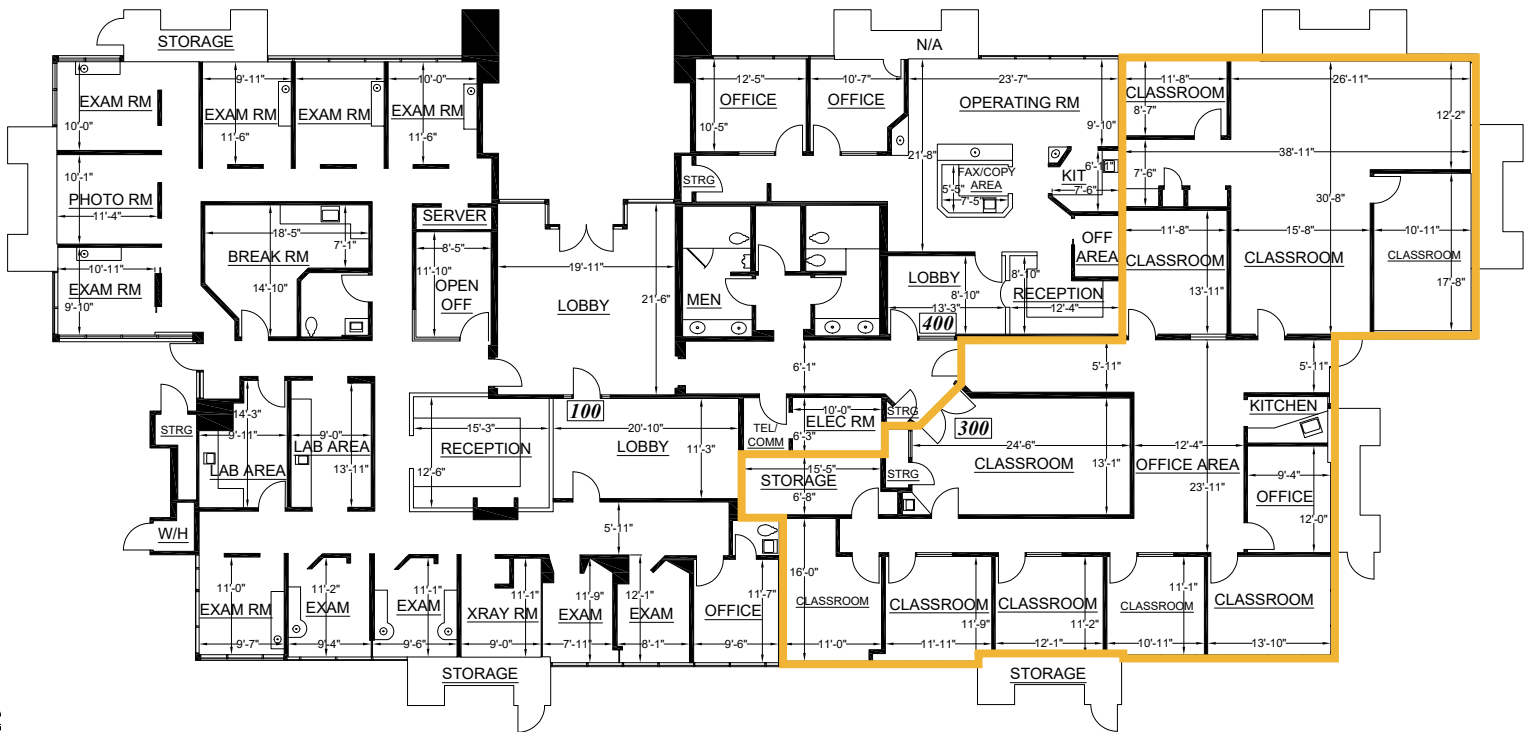 STORAGE
N/A
9'-11"
10'-0"
12'-5"
10'-7"
23'-7"
11'-8"
26'-11"
EXAM RM
EXAM RM
EXAM RM
EXAM RM
OFFICE
OFFICE
OPERATING RM
CLASSROOM
10'-0"
11'-6"
11'-6"
10'-5"
9'-10"
8'-7"
12'-2"
10'-1"
21'-8"
6'-11"
38'-11"
STRG
FAX/COPY
AREA
KIT
7'-6"
5'-5"
7'-5"
7'-6"
PHOTO RM
11'-4"
SERVER
30'-8"
18'-5"
7'-1"
8'-5"
11'-8"
15'-8"
10'-11"
BREAK RM
OFF
AREA
CLASSROOM
CLASSROOM
CLASSROOM
10'-11"
EXAM RM
9'-10"
14'-10"
11'-10"
OPEN
OFF
19'-11"
LOBBY
21'-6"
MEN
LOBBY
8'-10"
13'-3"
8'-10"
RECEPTION
12'-4"
13'-11"
17'-8"
400
6'-1"
5'-11"
5'-11"
14'-3"
9'-11"
9'-0"
STRG
LAB AREA
LAB AREA
13'-11"
15'-3"
RECEPTION
12'-6"
100
20'-10"
LOBBY
11'-3"
TEL/
COMM
10'-0"
ELEC RM
6'-3"
STRG
300
24'-6"
CLASSROOM
13'-1"
12'-4"
OFFICE AREA
23'-11"
KITCHEN
9'-4"
OFFICE
12'-0"
15'-5"
STORAGE
6'-8"
STRG
W/H
5'-11"
11'-0"
EXAM RM
9'-7"
11'-2"
EXAM
9'-4"
11'-1"
EXAM
9'-6"
11'-1"
XRAY RM
9'-0"
11'-9"
EXAM
7'-11"
12'-1"
EXAM
8'-1"
11'-7"
OFFICE
9'-6"
16'-0"
CLASSROOM
11'-0"
CLASSROOM
11'-9"
11'-11"
CLASSROOM
11'-2"
12'-1"
11'-1"
CLASSROOM
10'-11"
CLASSROOM
13'-10"
STORAGE
STORAGE